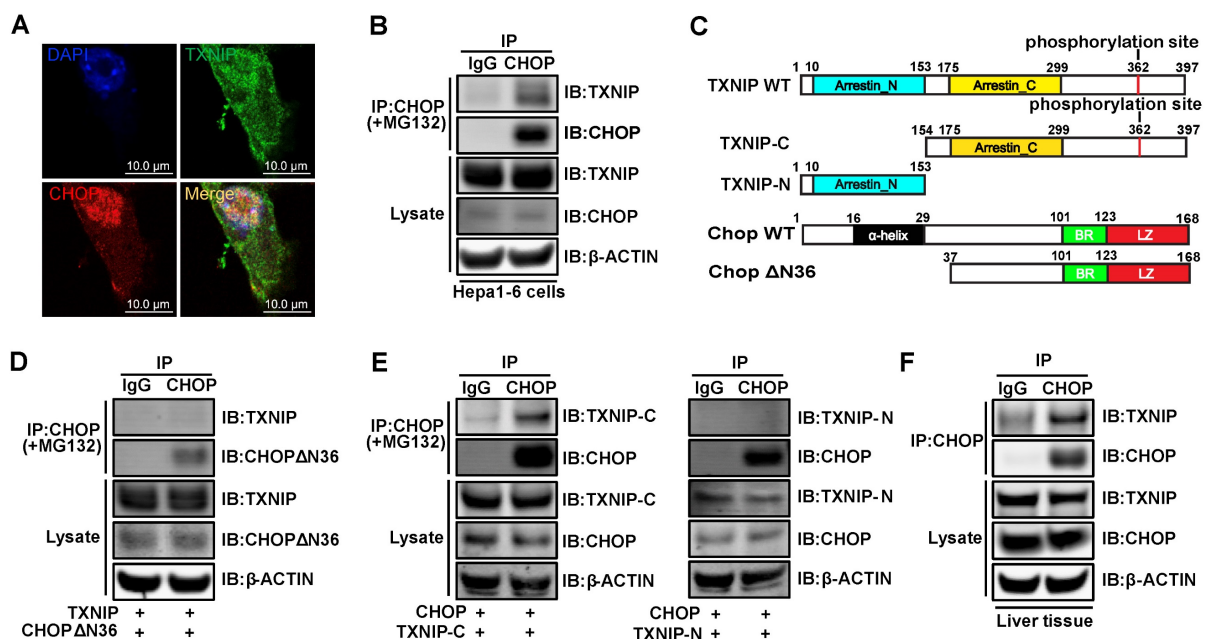 A
DAPI
TXNIP
10.0 μm
10.0 μm
CHOP
Merge
10.0 μm
10.0 μm
B
IP
IgG CHOP
IP:CHOP
(+MG132)
IB:TXNIP
IB:CHOP
Lysate
IB:TXNIP
IB:CHOP
IB:β-ACTIN
Hepa1-6 cells
C
phosphorylation site
1 10 153 175 299 362 397
TXNIP WT
Arrestin_N
Arrestin_C
phosphorylation site
154 175 299 362 397
TXNIP-C
Arrestin_C
1 10 153
TXNIP-N
Arrestin_N
1 16 29 101 123 168
Chop WT
α-helix
BR
LZ
37 101 123 168
Chop ΔN36
BR
LZ
D
IP
IgG CHOP
IP:CHOP
(+MG132)
IB:TXNIP
IB:CHOPΔN36
Lysate
IB:TXNIP
IB:CHOPΔN36
IB:β-ACTIN
TXNIP + +
CHOPΔN36 + +
E
IP
IgG CHOP
IP:CHOP
(+MG132)
IB:TXNIP-C
IB:CHOP
Lysate
IB:TXNIP-C
IB:CHOP
IB:β-ACTIN
CHOP + +
TXNIP-C + +
IP
IgG CHOP
IB:TXNIP-N
IB:CHOP
IB:TXNIP-N
IB:CHOP
IB:β-ACTIN
CHOP + +
TXNIP-N + +
F
IP
IgG CHOP
IP:CHOP
IB:TXNIP
IB:CHOP
Lysate
IB:TXNIP
IB:CHOP
IB:β-ACTIN
Liver tissue